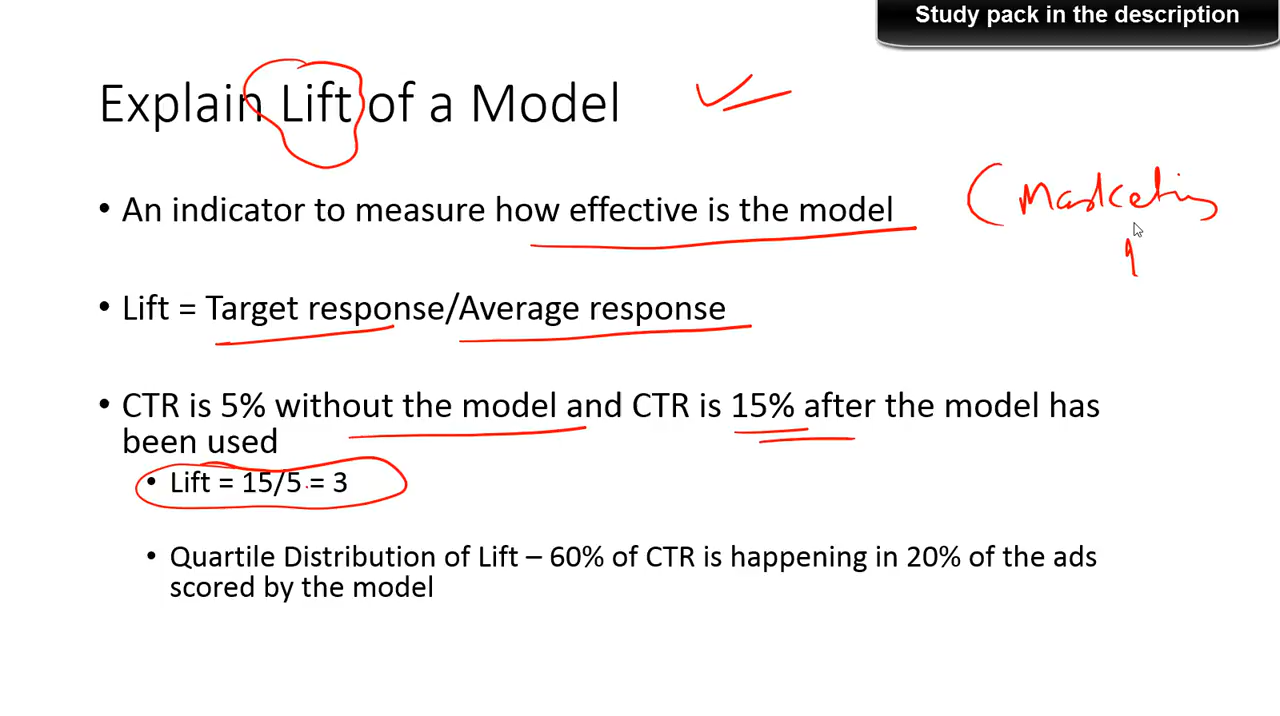 Study pack in the description
Explain Lift of a Model
• An indicator to measure how effective is the model
(Marketing
• Lift = Target response/Average response
• CTR is 5% without the model and CTR is 15% after the model has
been used
• Lift = 15/5 = 3
• Quartile Distribution of Lift – 60% of CTR is happening in 20% of the ads
scored by the model